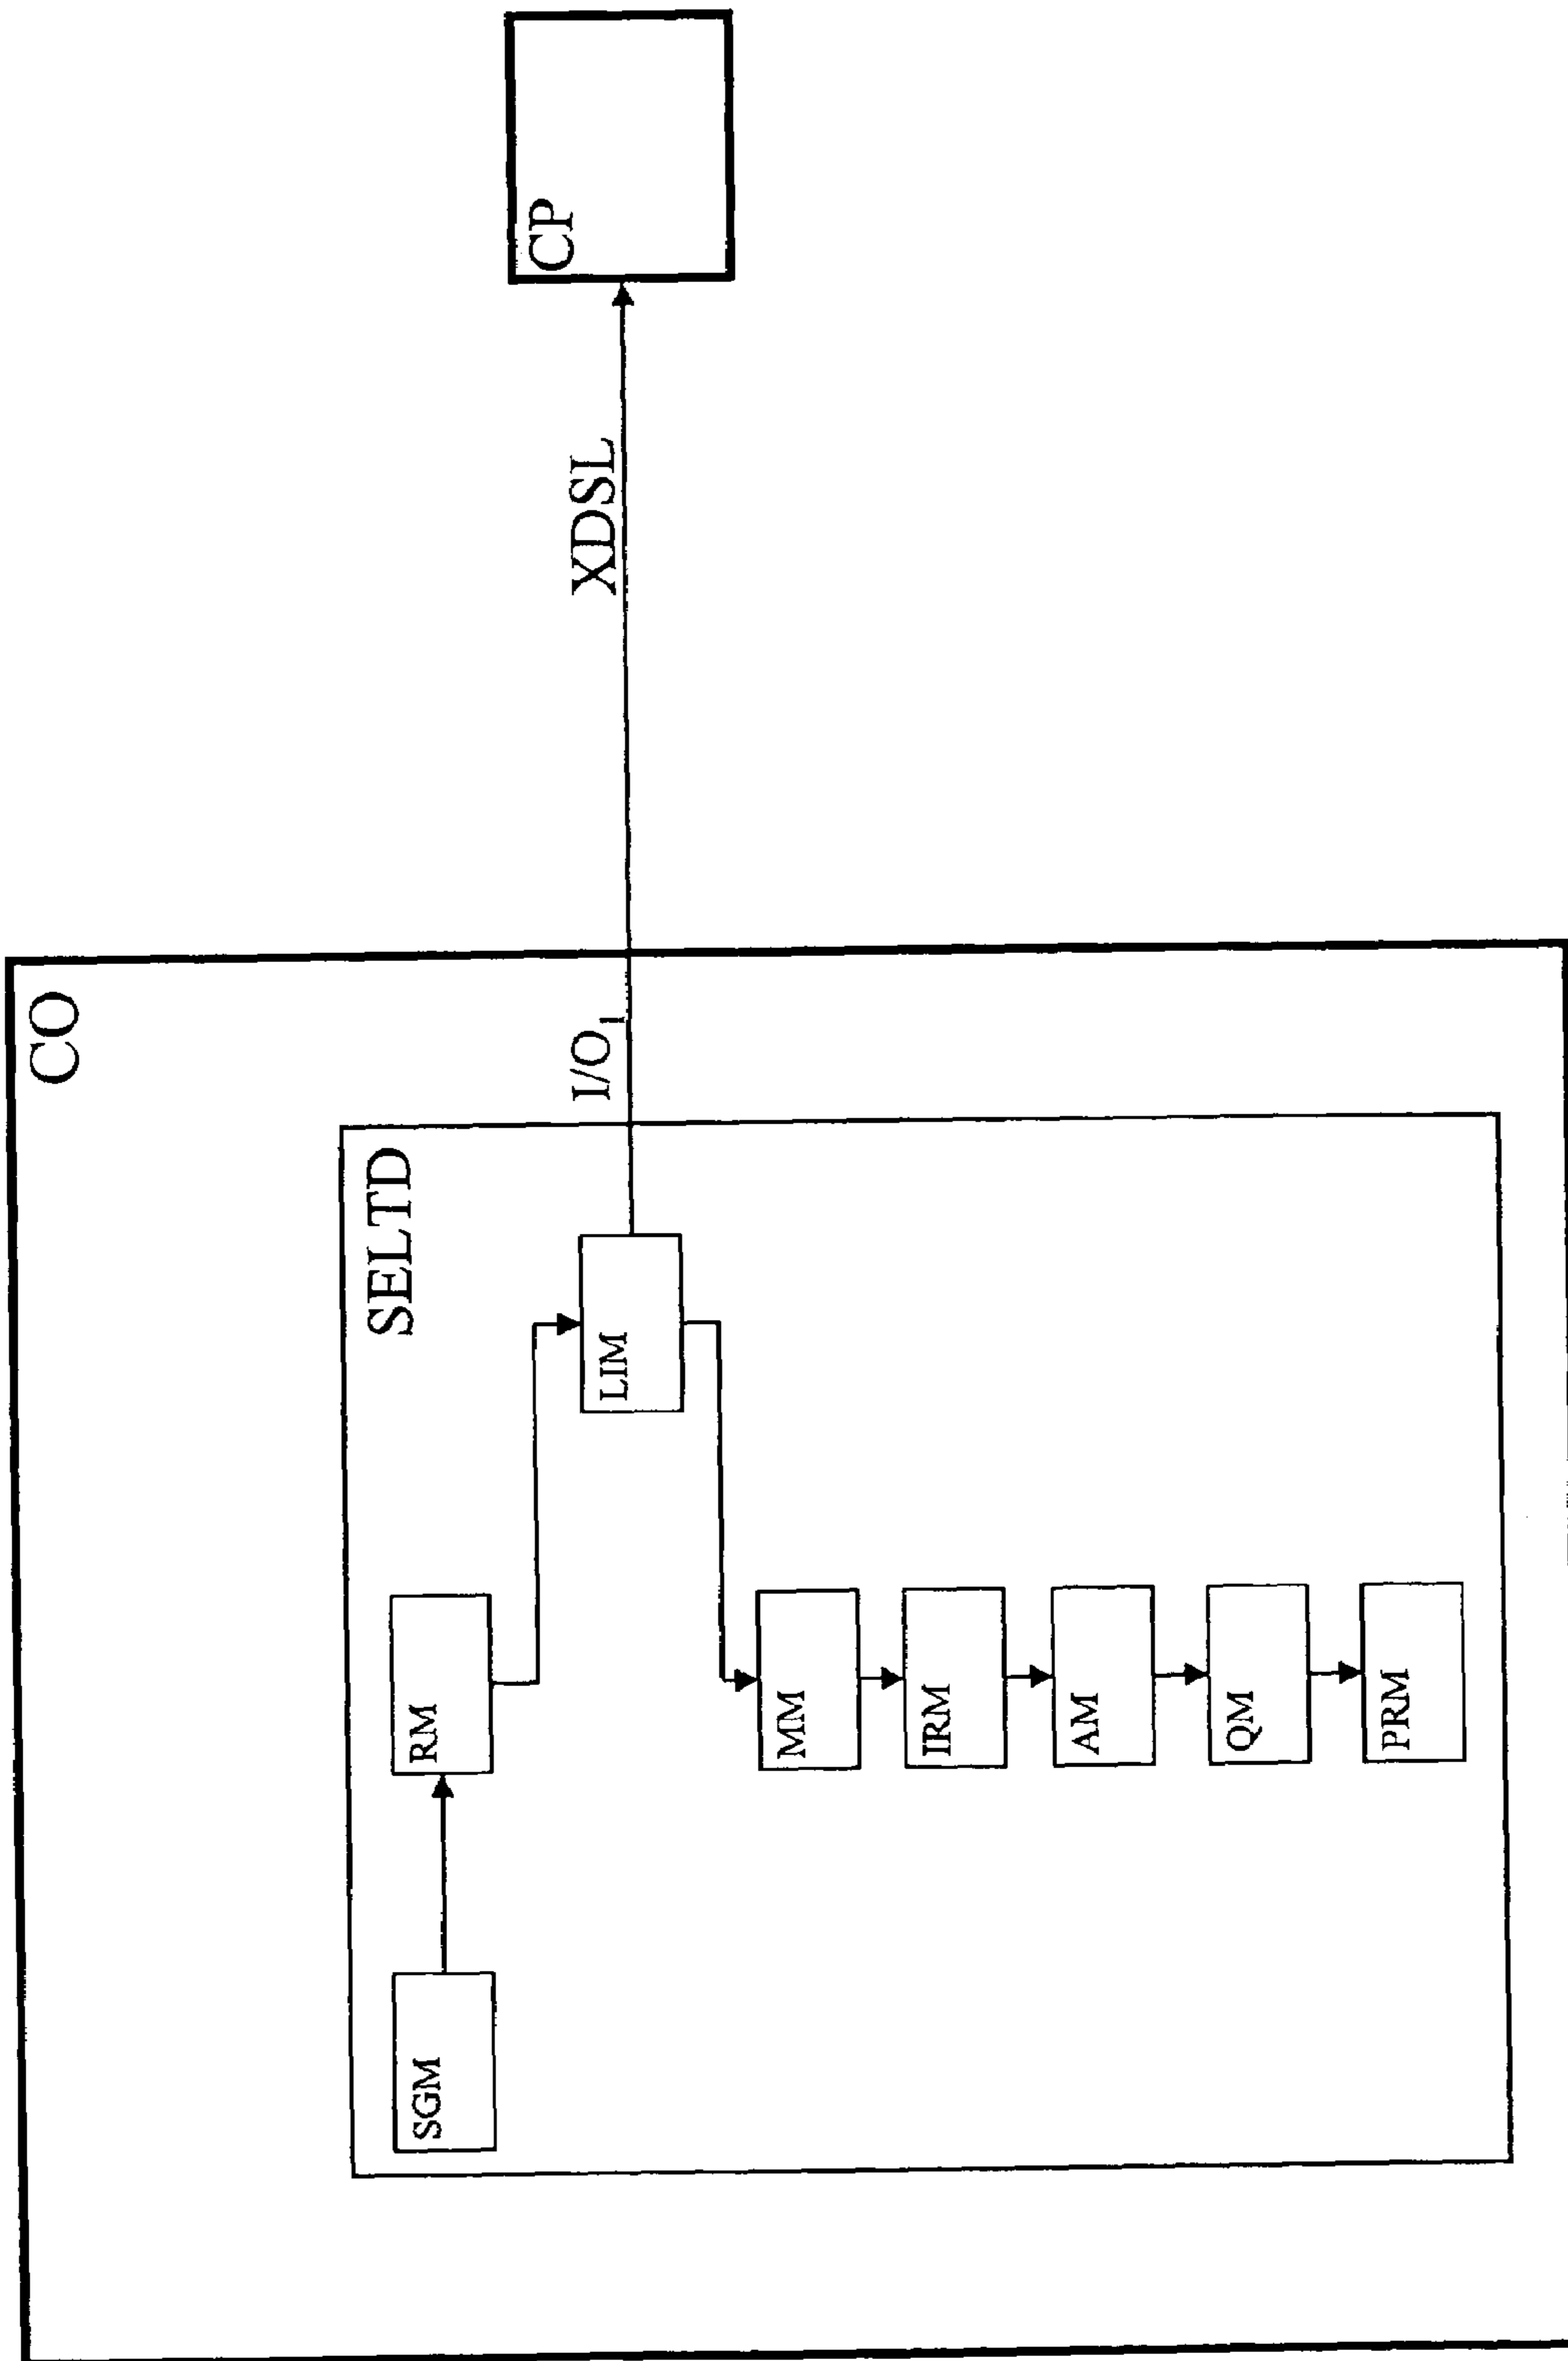 CO
SELTD
SGM
RM
LIM
I/O1
XDSL
CP
MM
IRM
AM
QM
PRM